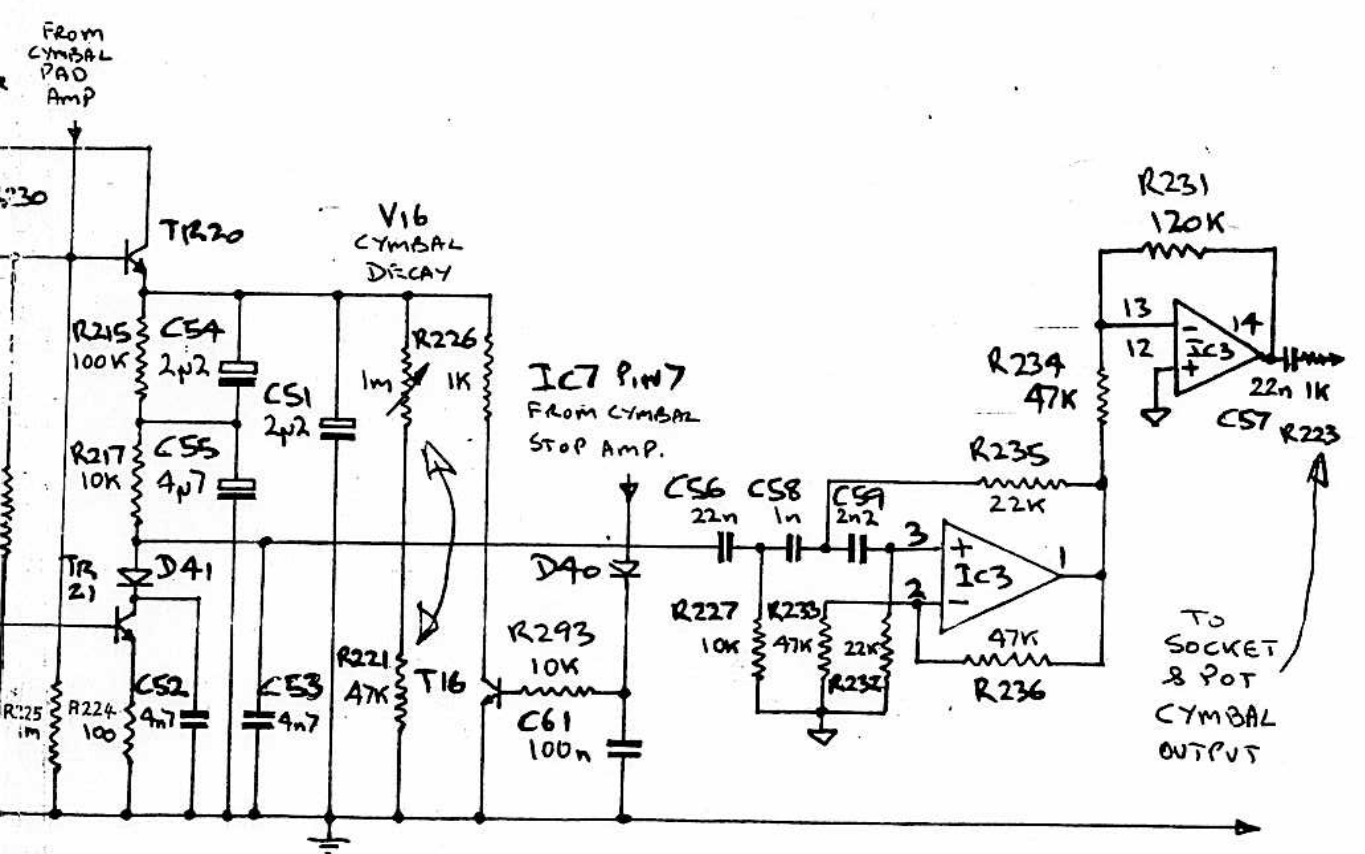 FROM
CYMBAL
PAD
AMP
TR20
V16
CYMBAL
DECAY
R231
120K
R215
100K
C54
2µ2
C51
2µ2
1m
R226
1K
IC7 PIN7
FROM CYMBAL
STOP AMP.
13
12
-
+
IC3
14
R234
47K
22n
1K
C57
R223
R217
10K
C55
4µ7
R235
22K
C56
22n
C58
1n
C59
2n2
3
+
IC3
1
2
-
TR
21
D41
D40
R227
10K
R233
47K
22K
R232
47K
R236
R293
10K
R221
47K
T16
C61
100n
R225
1m
R224
100
C52
4n7
C53
4n7
TO
SOCKET
& POT
CYMBAL
OUTPUT